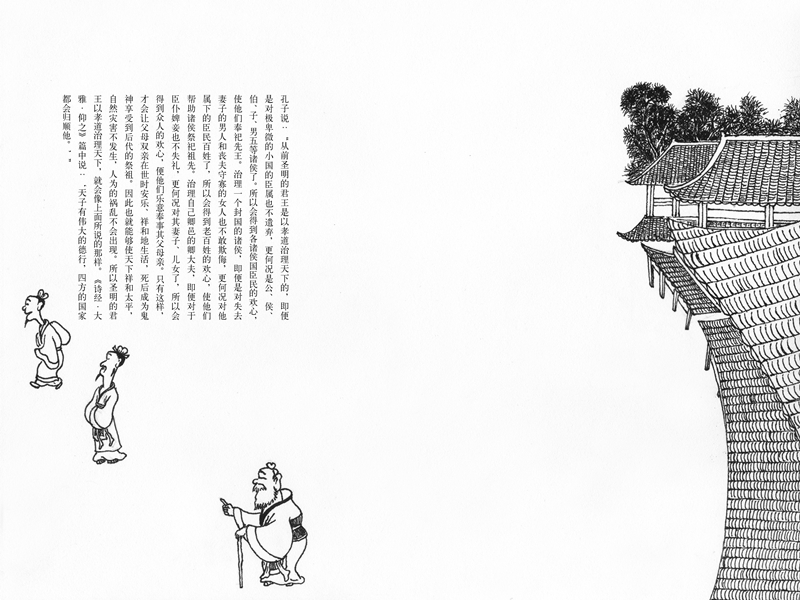 孔子说：“从前圣明的君王是以孝道治理天下的，即便
是对极卑微的小国的臣属也不遗弃，更何况是公、侯、
伯、子、男五等诸侯了。所以会得到各诸侯国臣民的欢心，
使他们奉祀先王。治理一个封国的诸侯，即便是对失去
妻子的男人和丧夫守寡的女人也不敢欺侮，更何况对他
属下的臣民百姓了，所以会得到老百姓的欢心，使他们
帮助诸侯祭祀祖先。治理自己卿邑的卿大夫，即便对于
臣仆婢妾也不失礼，更何况对其妻子、儿女了，所以会
得到众人的欢心，便他们乐意奉事其父母亲。只有这样，
才会让父母双亲在世时安乐、祥和地生活，死后成为鬼
神享受到后代的祭祖。因此也就能够使天下祥和太平，
自然灾害不发生，人为的祸乱不会出现。所以圣明的君
王以孝道治理天下，就会像上面所说的那样。《诗经·大
雅·仰之》篇中说：‘天子有伟大的德行，四方的国家
都会归顺他。’”